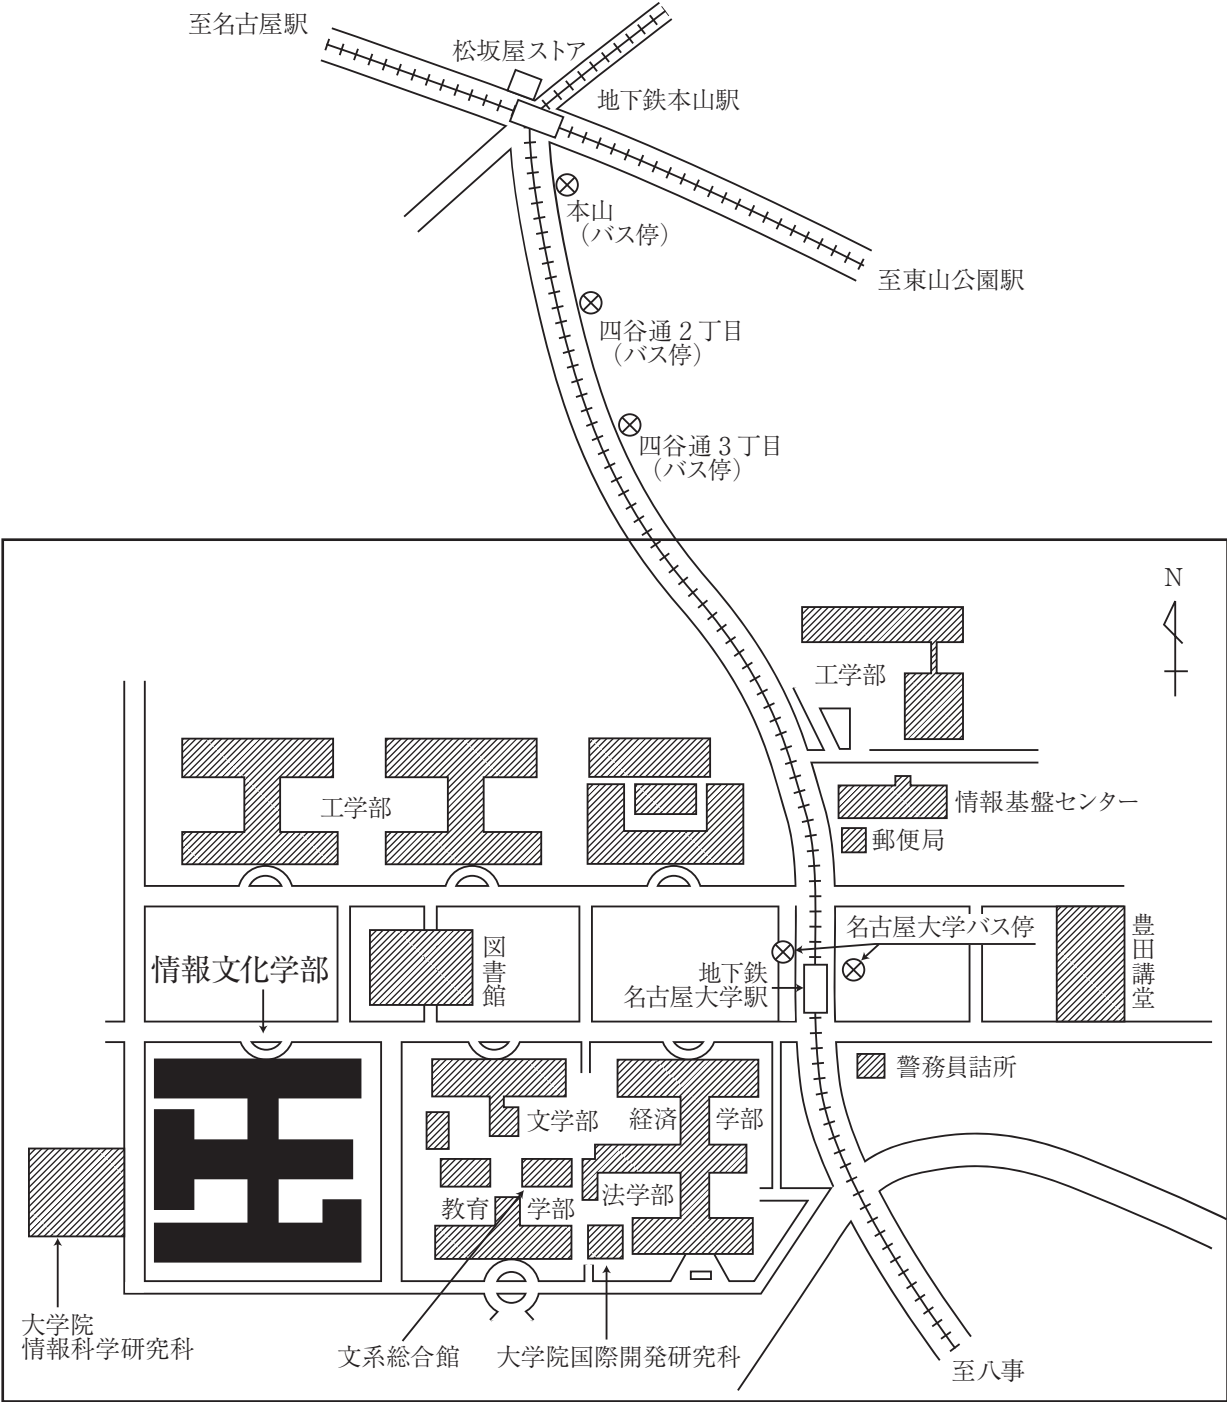 至名古屋駅
松坂屋ストア
地下鉄本山駅
本山
（バス停）
至東山公園駅
四谷通２丁目
（バス停）
四谷通３丁目
（バス停）
N
工学部
工学部
情報基盤センター
郵便局
名古屋大学バス停
豊田講堂
図書館
情報文化学部
地下鉄
名古屋大学駅
警務員詰所
文学部
経済学部
教育学部
法学部
大学院
情報科学研究科
文系総合館
大学院国際開発研究科
至八事